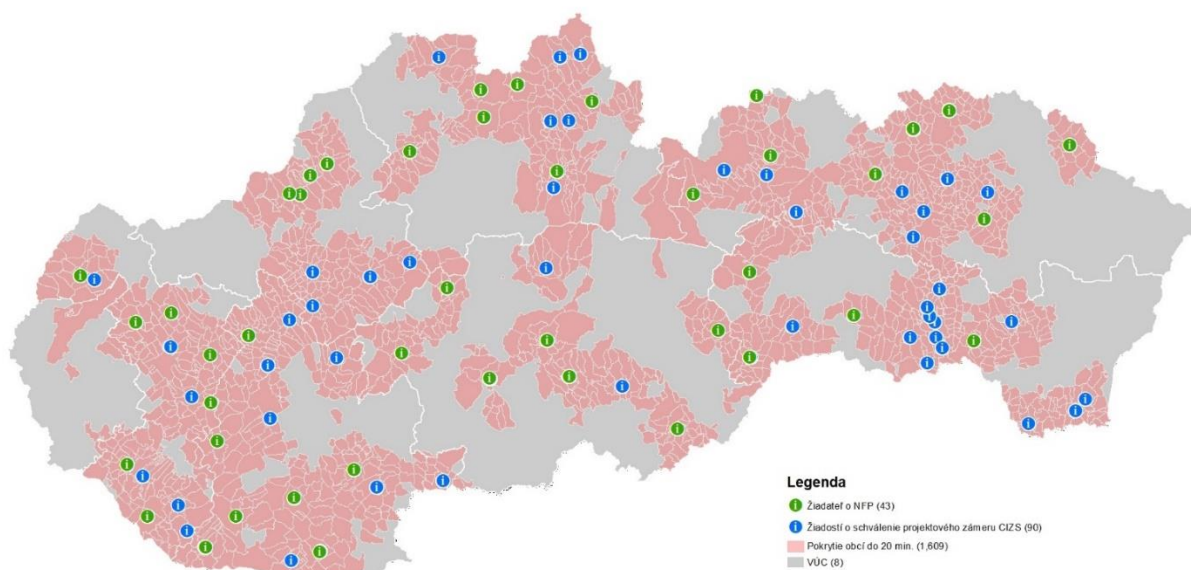 Legenda
Žiadateľ o NFP (43)
Žiadostí o schválenie projektového zámeru CIZS (90)
Pokrytie obcí do 20 min. (1,609)
VÚC (8)